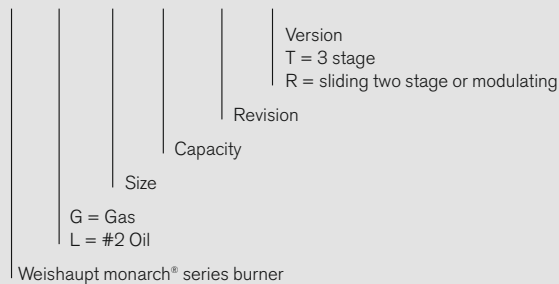 Version
T = 3 stage
R = sliding two stage or modulating
Revision
Capacity
Size
G = Gas
L = #2 Oil
Weishaupt monarch® series burner